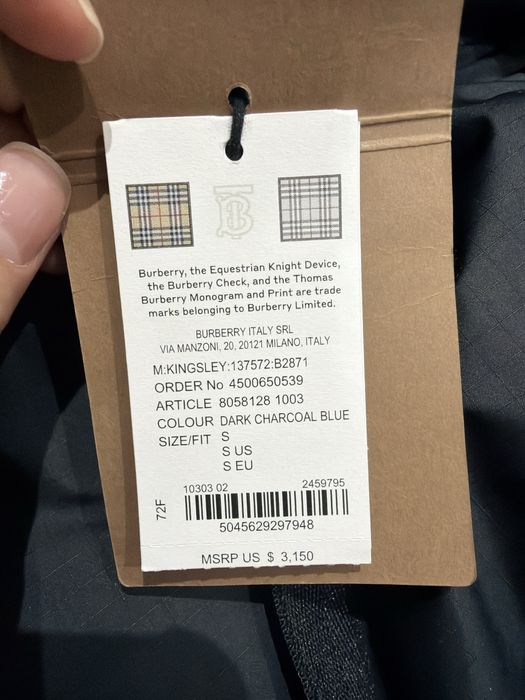 Burberry, the Equestrian Knight Device,
the Burberry Check, and the Thomas
Burberry Monogram and Print are trade
marks belonging to Burberry Limited.
BURBERRY ITALY SRL
VIA MANZONI, 20, 20121 MILANO, ITALY
M:KINGSLEY:137572:B2871
ORDER No 4500650539
ARTICLE 8058128 1003
COLOUR DARK CHARCOAL BLUE
SIZE/FIT S
S US
S EU
72F
10303 02 2459795
5045629297948
MSRP US $ 3,150